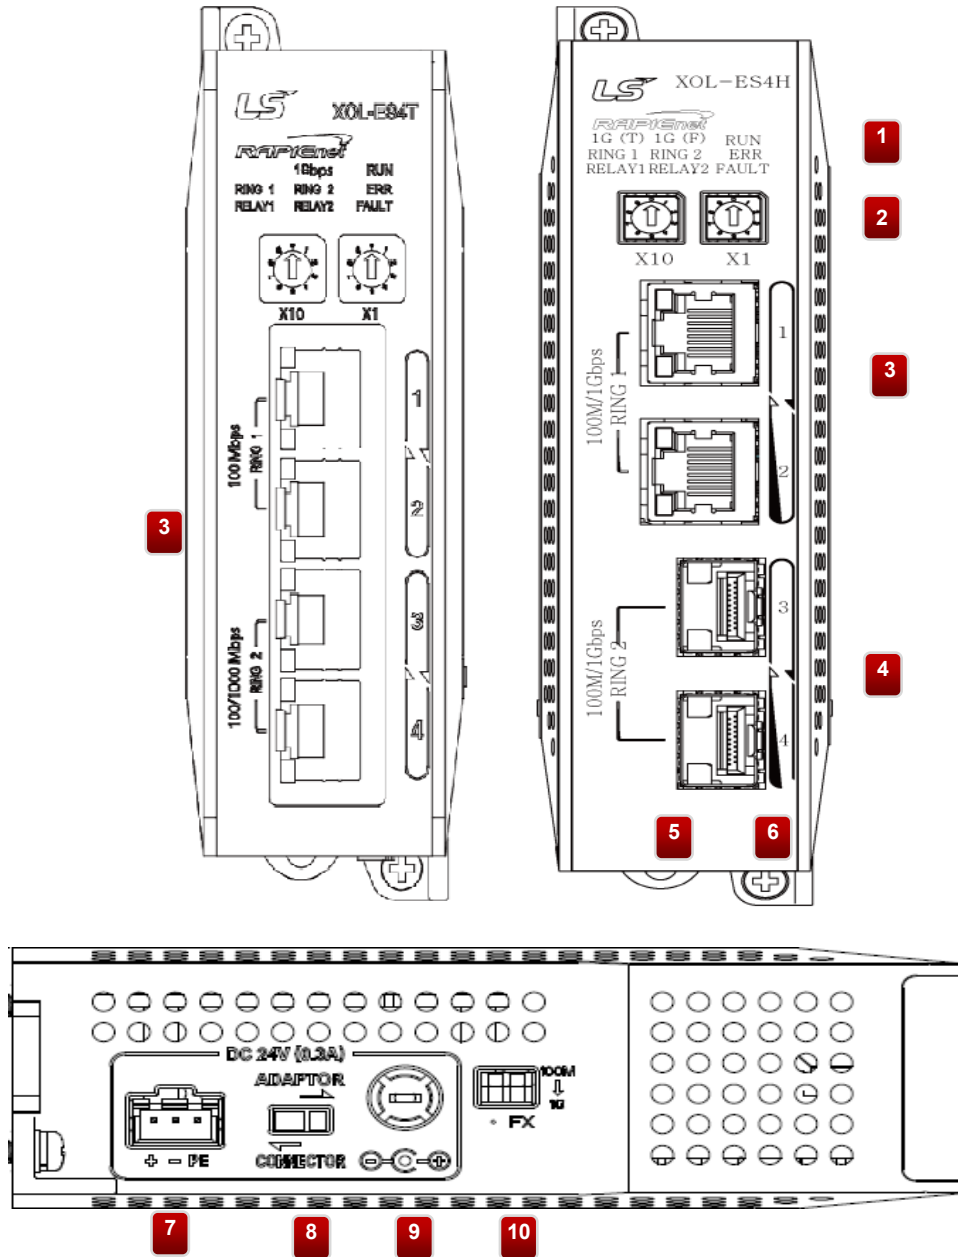 LS
XOL-ES4T
RAPIEnet
1Gbps RUN
RING 1 RING 2 ERR
RELAY1 RELAY2 FAULT
X10 X1
100 Mbps
RING 1
1
2
100/1000 Mbps
RING 2
3
4
3
LS
XOL-ES4H
RAPIEnet
1G (T) 1G (F) RUN
RING 1 RING 2 ERR
RELAY1 RELAY2 FAULT
X10 X1
100M/1Gbps
RING 1
1
2
100M/1Gbps
RING 2
3
4
1
2
3
4
5
6
DC 24V (0.3A)
ADAPTOR
CONNECTOR
+ − PE
100M
1G
FX
7
8
9
10